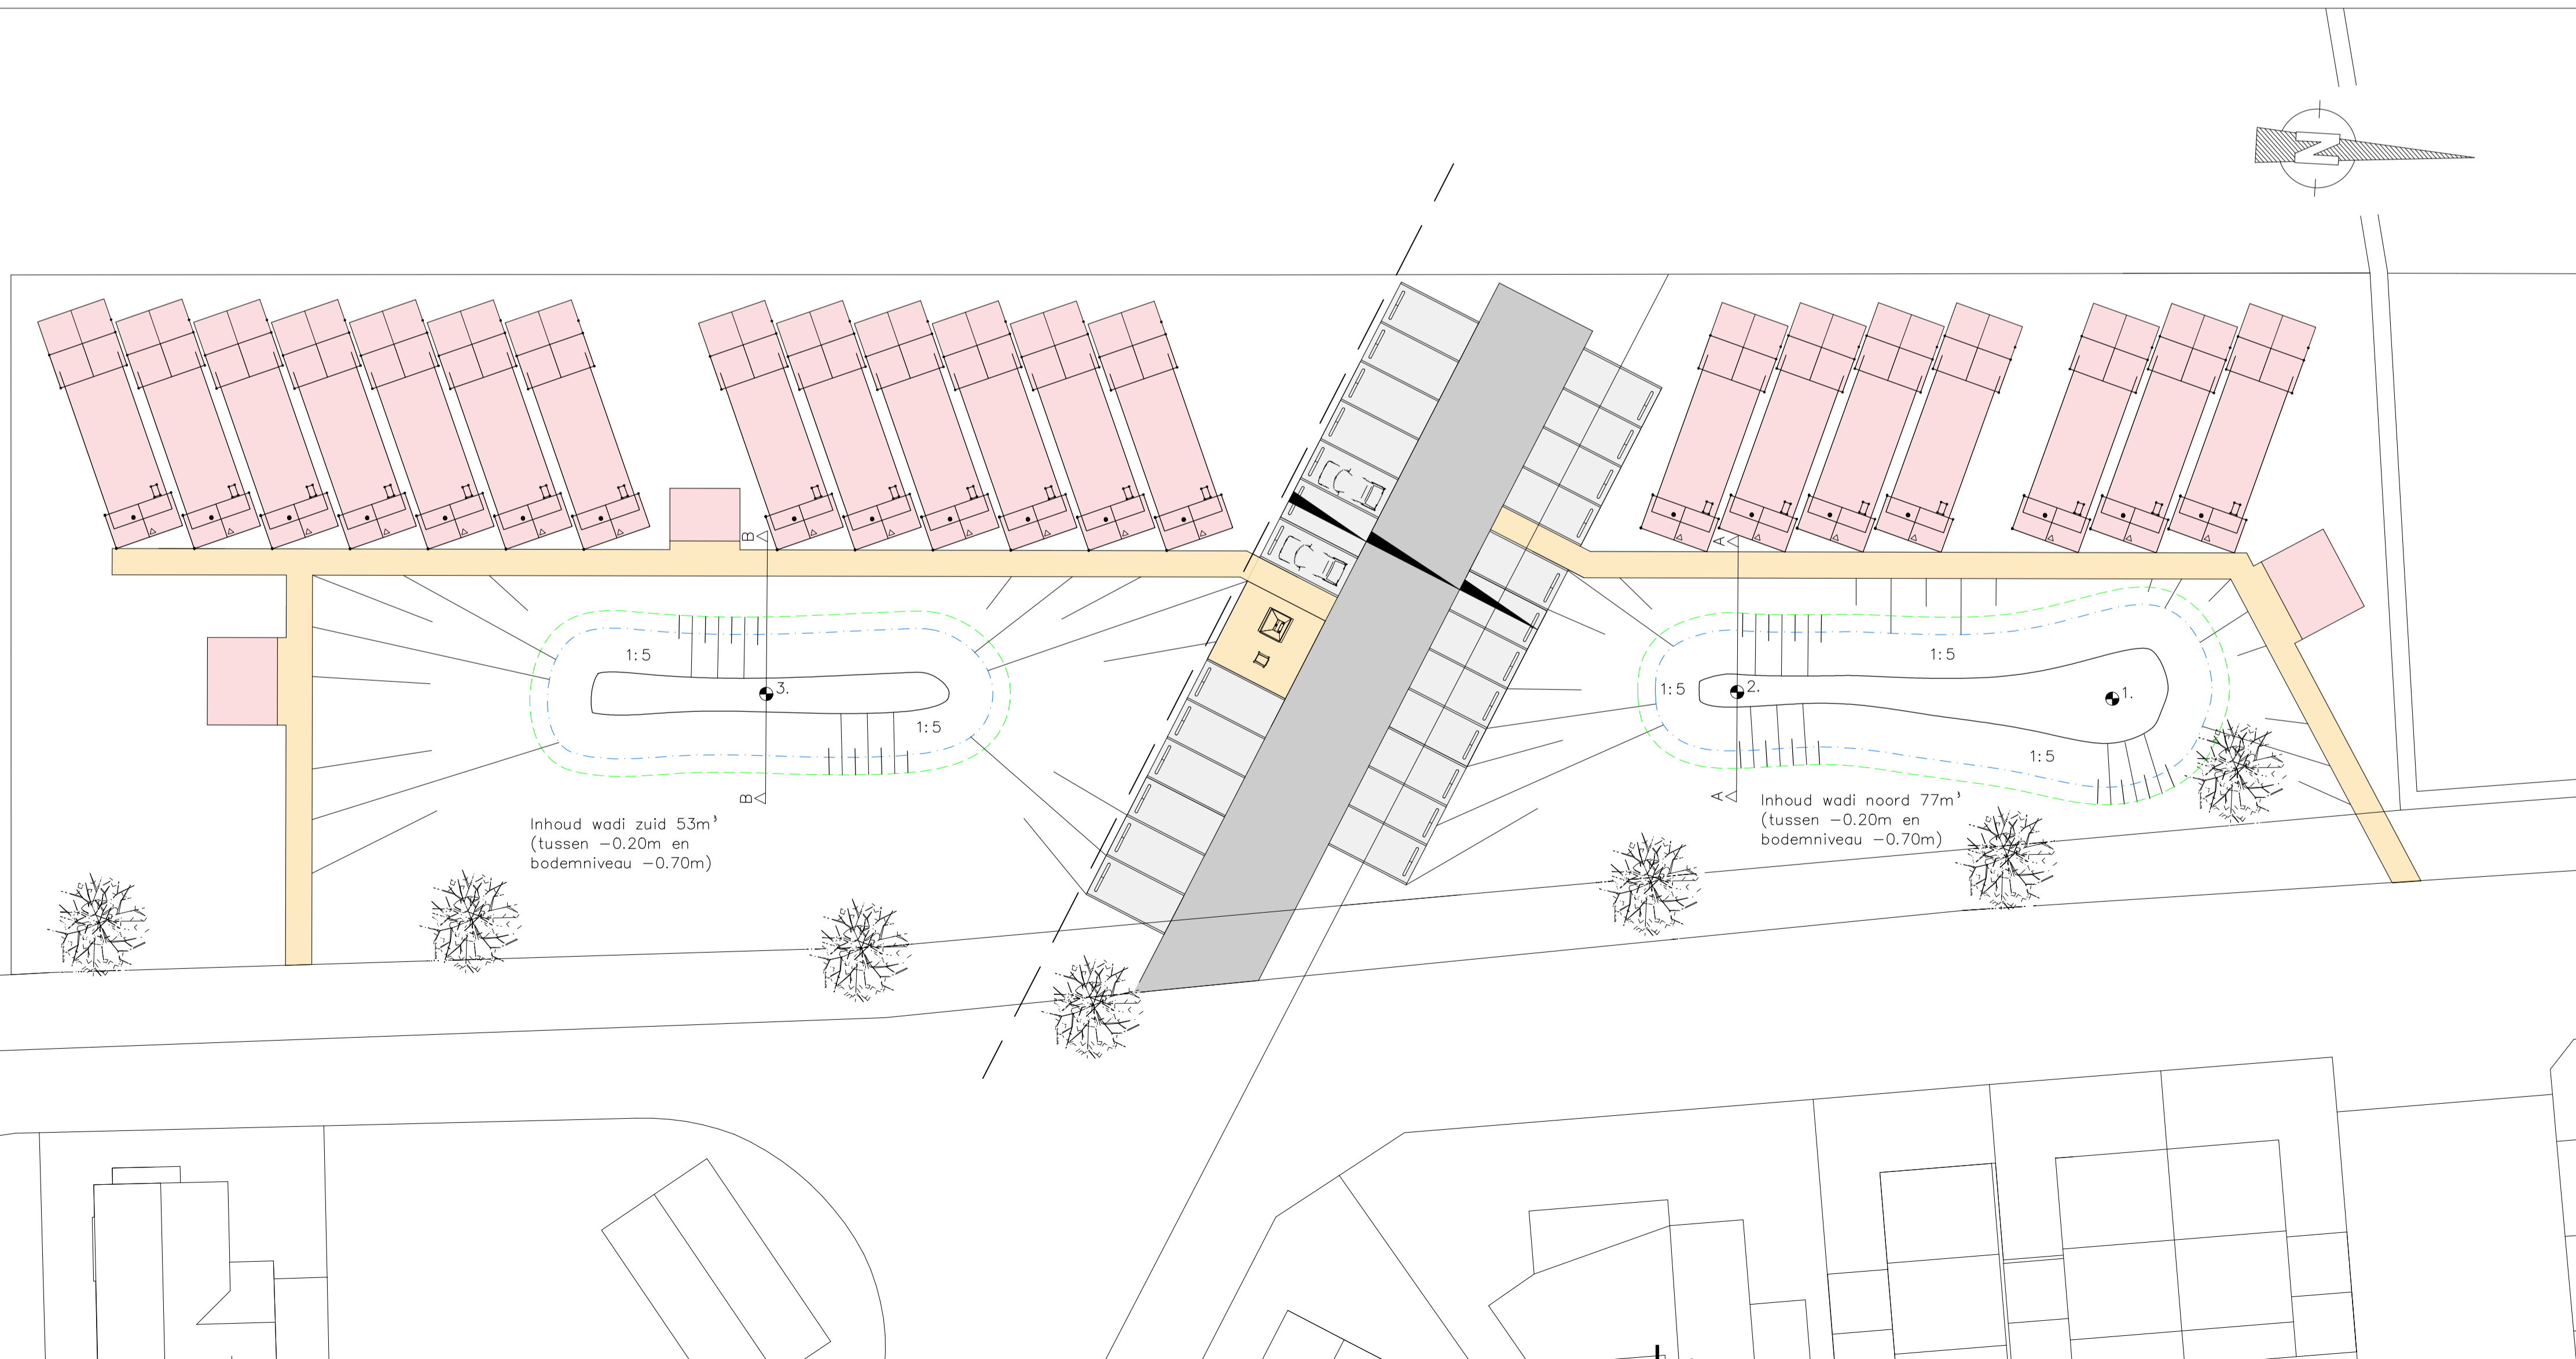 N
B
A
3.
1:5
1:5
1:5
1:5
2.
1.
1:5
B
A
Inhoud wadi zuid 53m³
(tussen −0.20m en
bodemniveau −0.70m)
Inhoud wadi noord 77m³
(tussen −0.20m en
bodemniveau −0.70m)